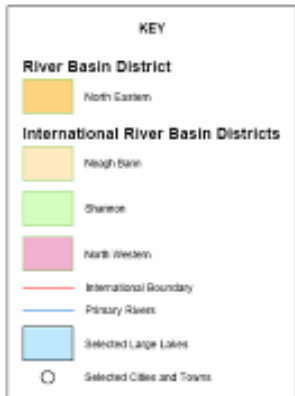 KEY
River Basin District
North Eastern
International River Basin Districts
Neagh Bann
Shannon
North Western
International Boundary
Primary Rivers
Selected Large Lakes
Selected Cities and Towns